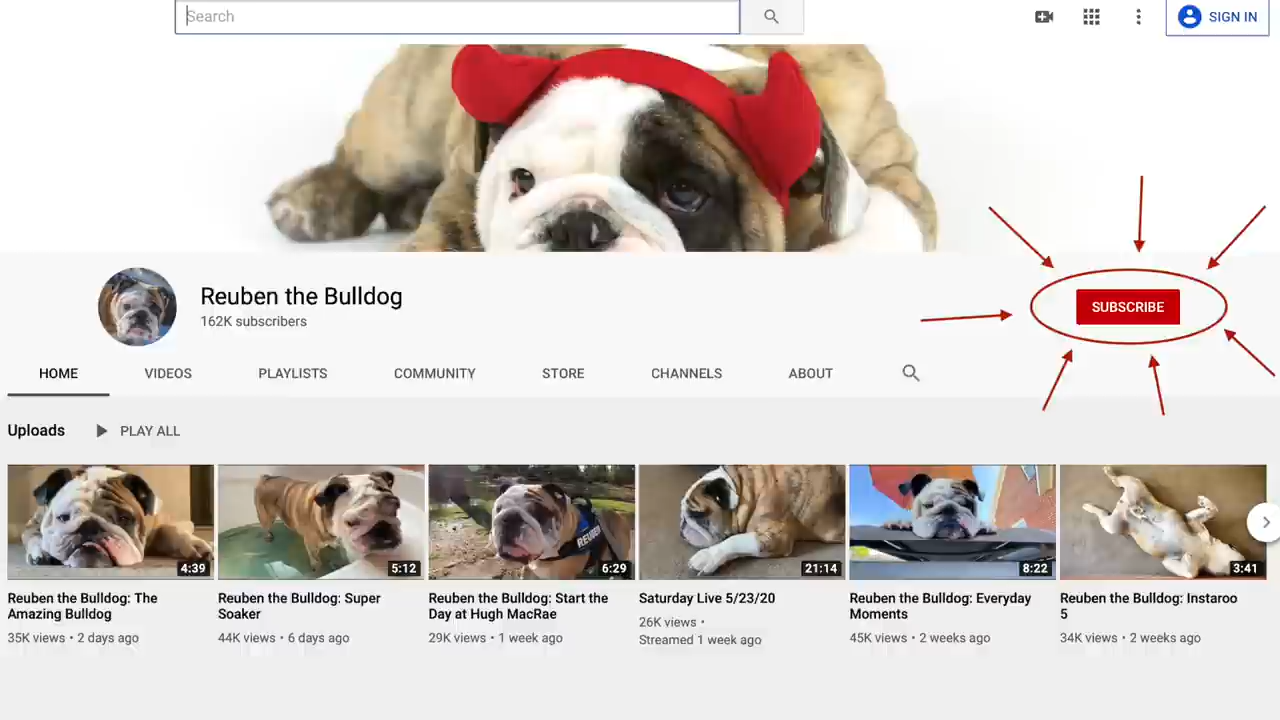 Search
SIGN IN
Reuben the Bulldog
162K subscribers
SUBSCRIBE
HOME VIDEOS PLAYLISTS COMMUNITY STORE CHANNELS ABOUT
Uploads PLAY ALL
REUBEN
4:39 5:12 6:29 21:14 8:22 3:41
Reuben the Bulldog: The
Amazing Bulldog
35K views • 2 days ago
Reuben the Bulldog: Super
Soaker
44K views • 6 days ago
Reuben the Bulldog: Start the
Day at Hugh MacRae
29K views • 1 week ago
Saturday Live 5/23/20
26K views •
Streamed 1 week ago
Reuben the Bulldog: Everyday
Moments
45K views • 2 weeks ago
Reuben the Bulldog: Instaroo
5
34K views • 2 weeks ago